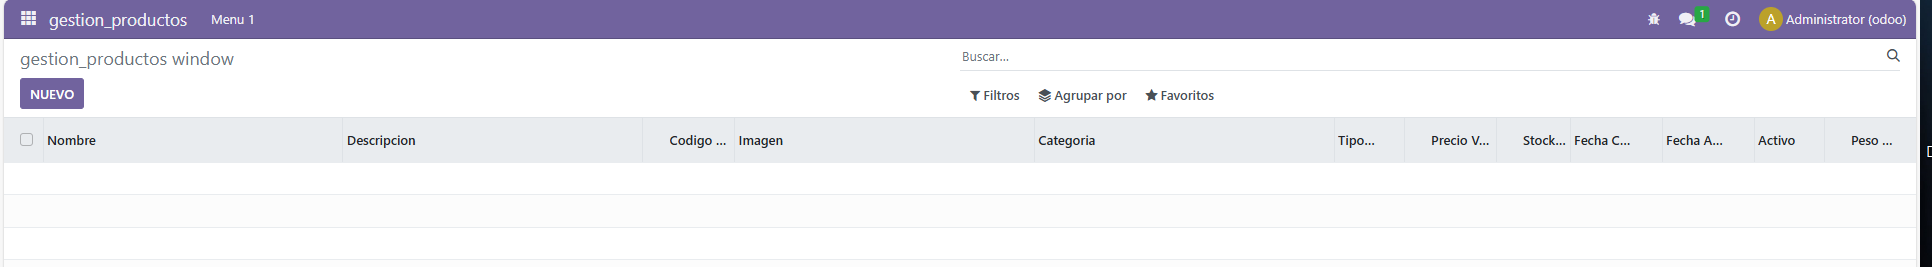 gestion_productos Menu 1 1 A Administrator (odoo)
gestion_productos window Buscar...
NUEVO Filtros Agrupar por Favoritos
Nombre Descripcion Codigo ... Imagen Categoria Tipo... Precio V... Stock... Fecha C... Fecha A... Activo Peso ...